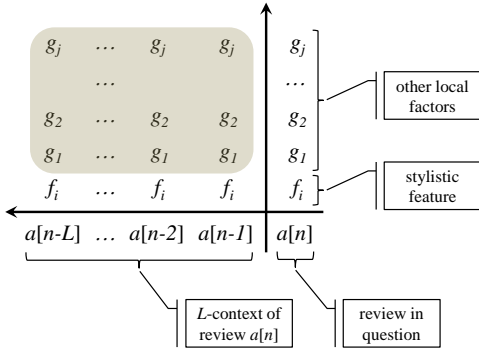 g_j … g_j g_j g_j
… …
g_2 … g_2 g_2 g_2
g_1 … g_1 g_1 g_1
f_i … f_i f_i f_i
a[n-L] … a[n-2] a[n-1] a[n]
other local
factors
stylistic
feature
L-context of
review a[n]
review in
question